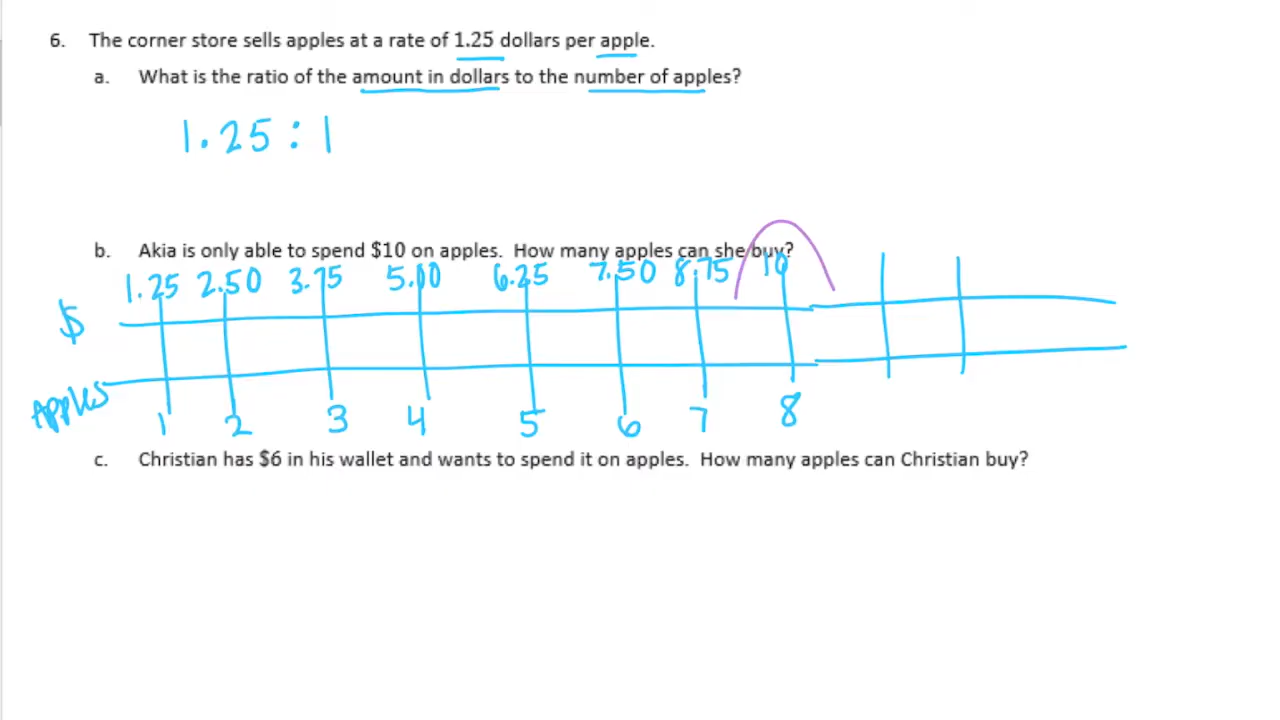 6. The corner store sells apples at a rate of 1.25 dollars per apple.
a. What is the ratio of the amount in dollars to the number of apples?
1.25 : 1
b. Akia is only able to spend $10 on apples. How many apples can she buy?
1.25 2.50 3.75 5.00 6.25 7.50 8.75 10
$
Apples
1 2 3 4 5 6 7 8
c. Christian has $6 in his wallet and wants to spend it on apples. How many apples can Christian buy?